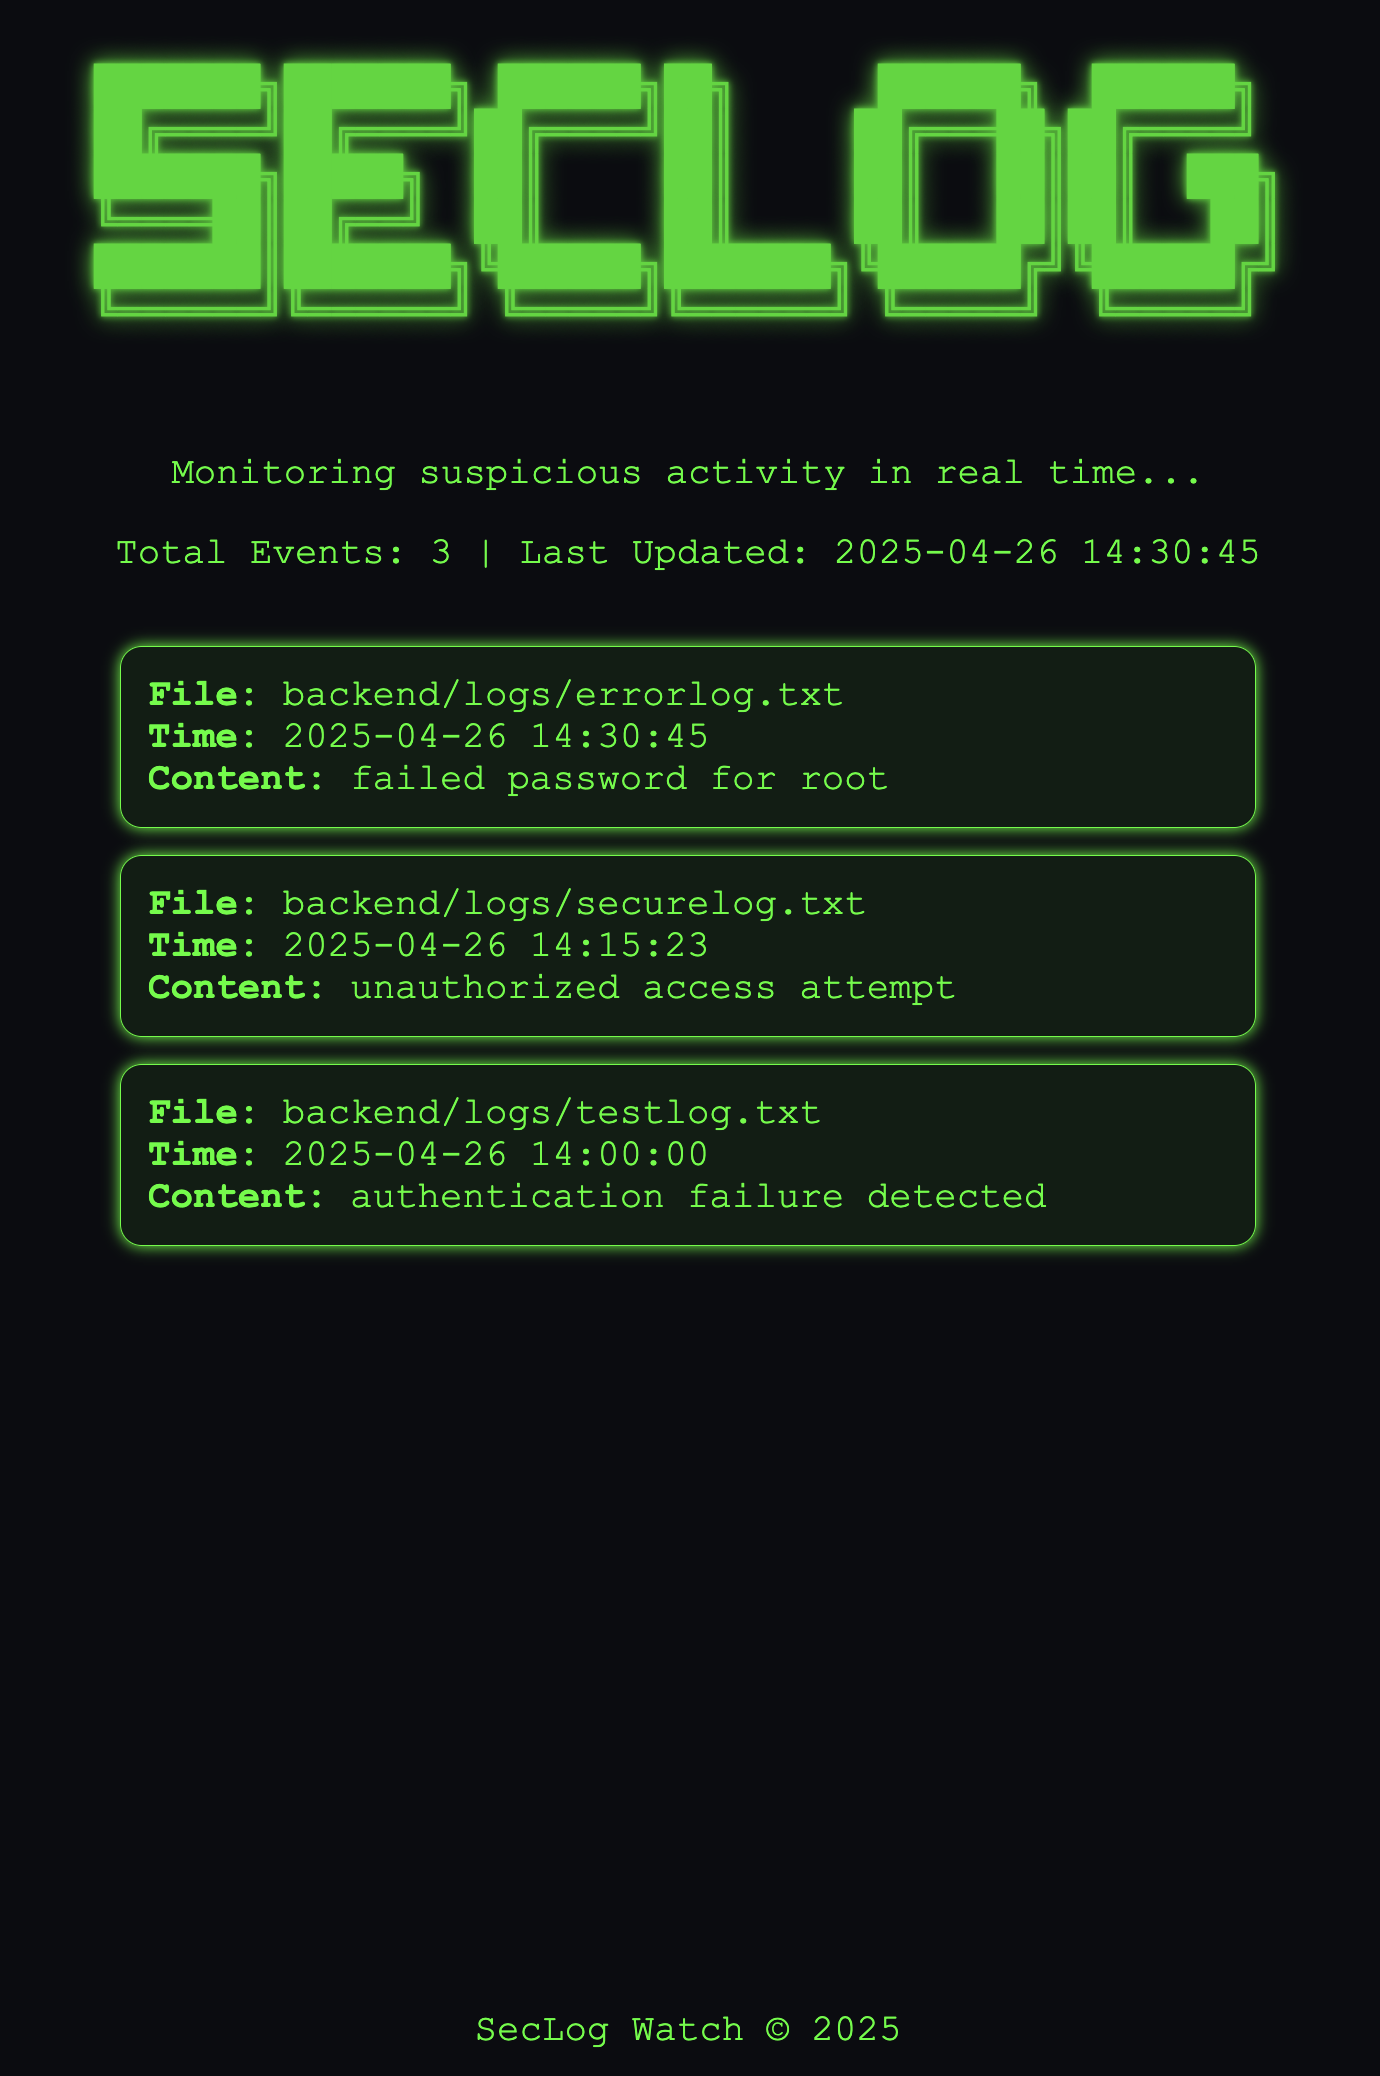 SECLOG
Monitoring suspicious activity in real time...
Total Events: 3 | Last Updated: 2025-04-26 14:30:45
File: backend/logs/errorlog.txt
Time: 2025-04-26 14:30:45
Content: failed password for root
File: backend/logs/securelog.txt
Time: 2025-04-26 14:15:23
Content: unauthorized access attempt
File: backend/logs/testlog.txt
Time: 2025-04-26 14:00:00
Content: authentication failure detected
SecLog Watch © 2025